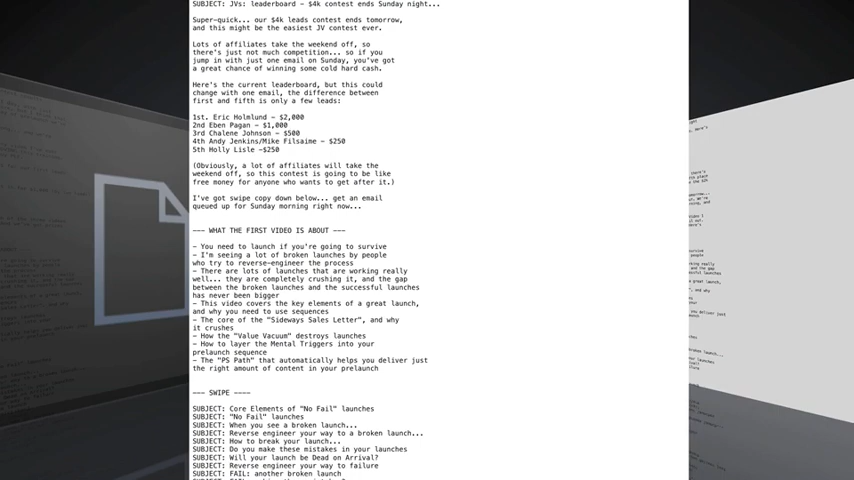 SUBJECT: JVs: leaderboard - $4k contest ends Sunday night...
Super-quick... our $4k leads contest ends tomorrow,
and this might be the easiest JV contest ever.
Lots of affiliates take the weekend off, so
there's just not much competition... so if you
jump in with just one email on Sunday, you've got
a great chance of winning some cold hard cash.
Here's the current leaderboard, but this could
change with one email, the difference between
first and fifth is only a few leads:
1st. Eric Holmlund - $2,000
2nd Eben Pagan - $1,000
3rd Chalene Johnson - $500
4th Andy Jenkins/Mike Filsaime - $250
5th Holly Lisle -$250
(Obviously, a lot of affiliates will take the
weekend off, so this contest is going to be like
free money for anyone who wants to get after it.)
I've got swipe copy down below... get an email
queued up for Sunday morning right now...
--- WHAT THE FIRST VIDEO IS ABOUT ---
- You need to launch if you're going to survive
- I'm seeing a lot of broken launches by people
who try to reverse-engineer the process
- There are lots of launches that are working really
well... they are completely crushing it, and the gap
between the broken launches and the successful launches
has never been bigger
- This video covers the key elements of a great launch,
and why you need to use sequences
- The core of the "Sideways Sales Letter", and why
it crushes
- How the "Value Vacuum" destroys launches
- How to layer the Mental Triggers into your
prelaunch sequence
- The "PS Path" that automatically helps you deliver just
the right amount of content in your prelaunch
--- SWIPE ----
SUBJECT: Core Elements of "No Fail" launches
SUBJECT: "No Fail" launches
SUBJECT: When you see a broken launch...
SUBJECT: Reverse engineer your way to a broken launch...
SUBJECT: How to break your launch...
SUBJECT: Do you make these mistakes in your launches
SUBJECT: Will your launch be Dead on Arrival?
SUBJECT: Reverse engineer your way to failure
SUBJECT: FAIL: another broken launch